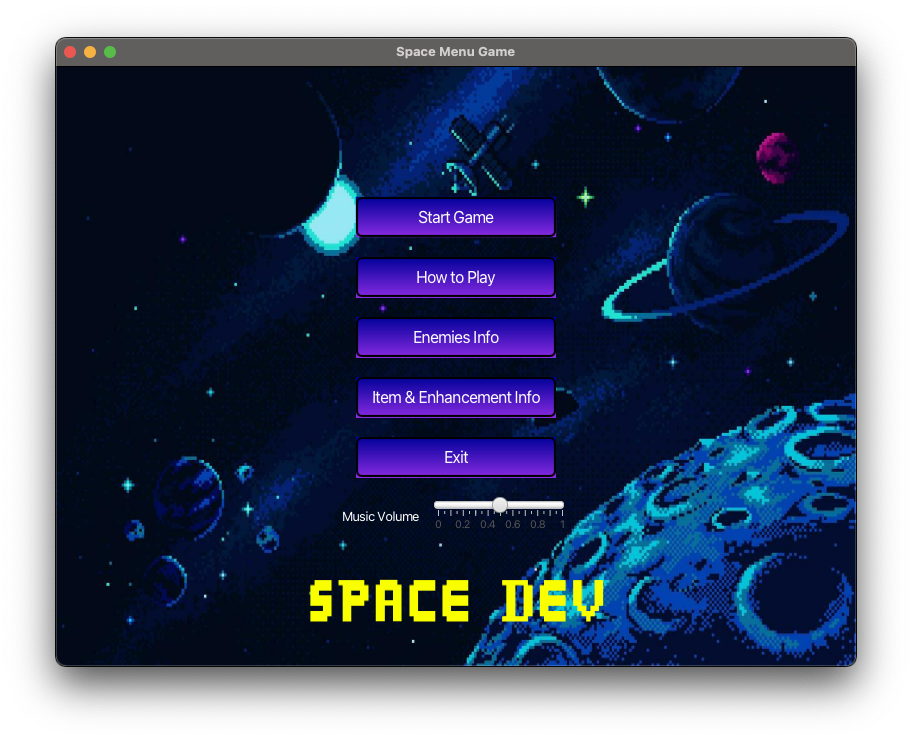 Space Menu Game
Start Game
How to Play
Enemies Info
Item & Enhancement Info
Exit
Music Volume
0 0.2 0.4 0.6 0.8 1
SPACE DEV